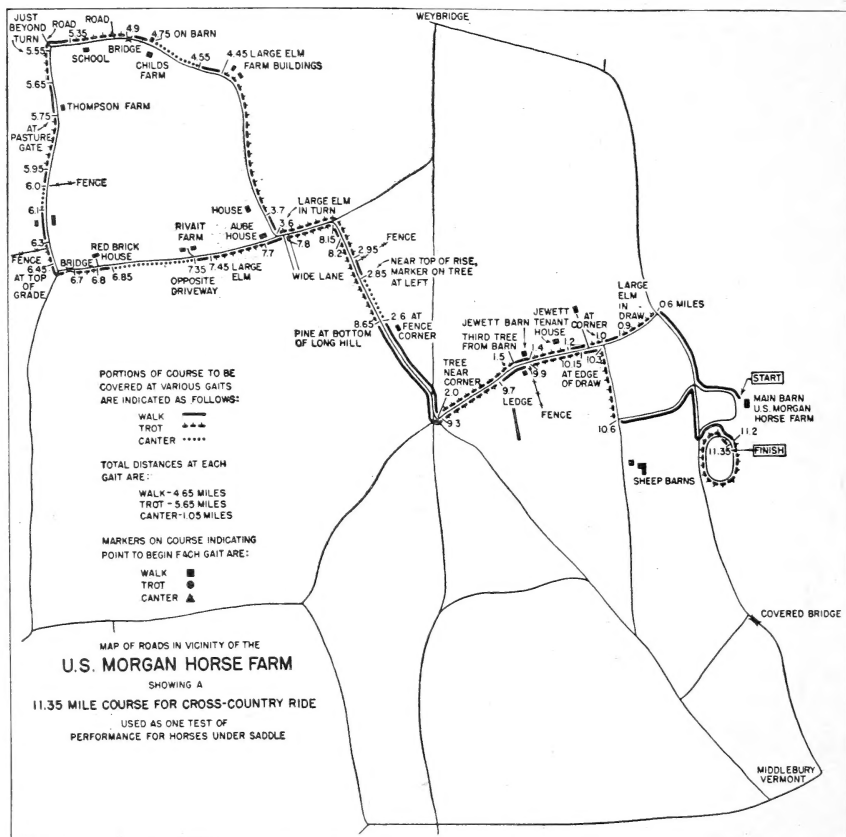 WEYBRIDGE
JUST
BEYOND
TURN
ROAD
ROAD
5.55
5.35
4.9
4.75 ON BARN
BRIDGE
SCHOOL
CHILDS
FARM
4.55
4.45 LARGE ELM
FARM BUILDINGS
5.65
THOMPSON FARM
5.75
AT
PASTURE
GATE
5.95
6.0
FENCE
6.1
6.3
FENCE
6.45
AT TOP
OF
GRADE
BRIDGE
RED BRICK
HOUSE
6.7
6.8
6.85
RIVAIT
FARM
7.35
OPPOSITE
DRIVEWAY
7.45
LARGE
ELM
HOUSE
AUBE
HOUSE
7.7
3.7
3.6
LARGE ELM
IN TURN
7.8
WIDE LANE
8.15
8.2
FENCE
2.95
2.85
NEAR TOP OF RISE,
MARKER ON TREE
AT LEFT
8.65
2.6 AT
FENCE CORNER
PINE AT BOTTOM
OF LONG HILL
TREE
NEAR
CORNER
2.0
9.3
9.7
LEDGE
1.5
THIRD TREE
FROM BARN
JEWETT BARN
1.4
9.9
FENCE
JEWETT
TENANT
HOUSE
1.2
10.15
AT EDGE
OF DRAW
AT
CORNER
1.0
10.3
LARGE
ELM
IN
DRAW
0.9
0.6 MILES
10.6
START
MAIN BARN
U.S. MORGAN
HORSE FARM
11.2
11.35
FINISH
SHEEP BARNS
COVERED BRIDGE
MIDDLEBURY
VERMONT
PORTIONS OF COURSE TO BE
COVERED AT VARIOUS GAITS
ARE INDICATED AS FOLLOWS:
WALK
TROT
CANTER
TOTAL DISTANCES AT EACH
GAIT ARE:
WALK-4.65 MILES
TROT-5.65 MILES
CANTER-1.05 MILES
MARKERS ON COURSE INDICATING
POINT TO BEGIN EACH GAIT ARE:
WALK
TROT
CANTER
MAP OF ROADS IN VICINITY OF THE
U.S. MORGAN HORSE FARM
SHOWING A
11.35 MILE COURSE FOR CROSS-COUNTRY RIDE
USED AS ONE TEST OF
PERFORMANCE FOR HORSES UNDER SADDLE